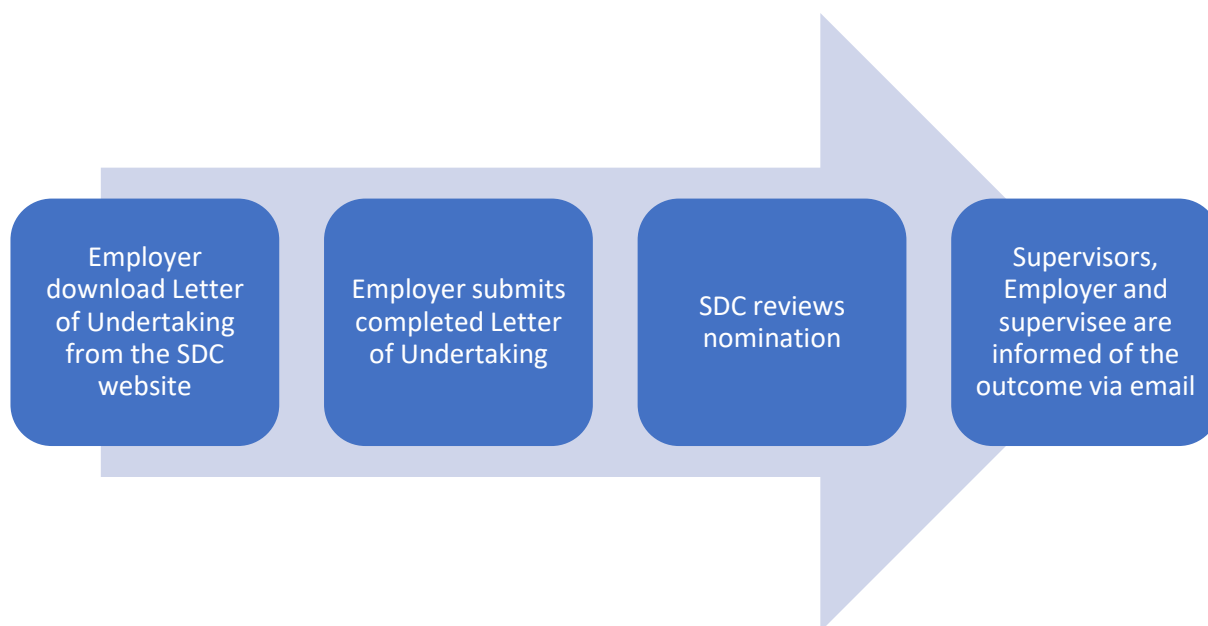 Employer
download Letter
of Undertaking
from the SDC
website
Employer submits
completed Letter
of Undertaking
SDC reviews
nomination
Supervisors,
Employer and
supervisee are
informed of the
outcome via email